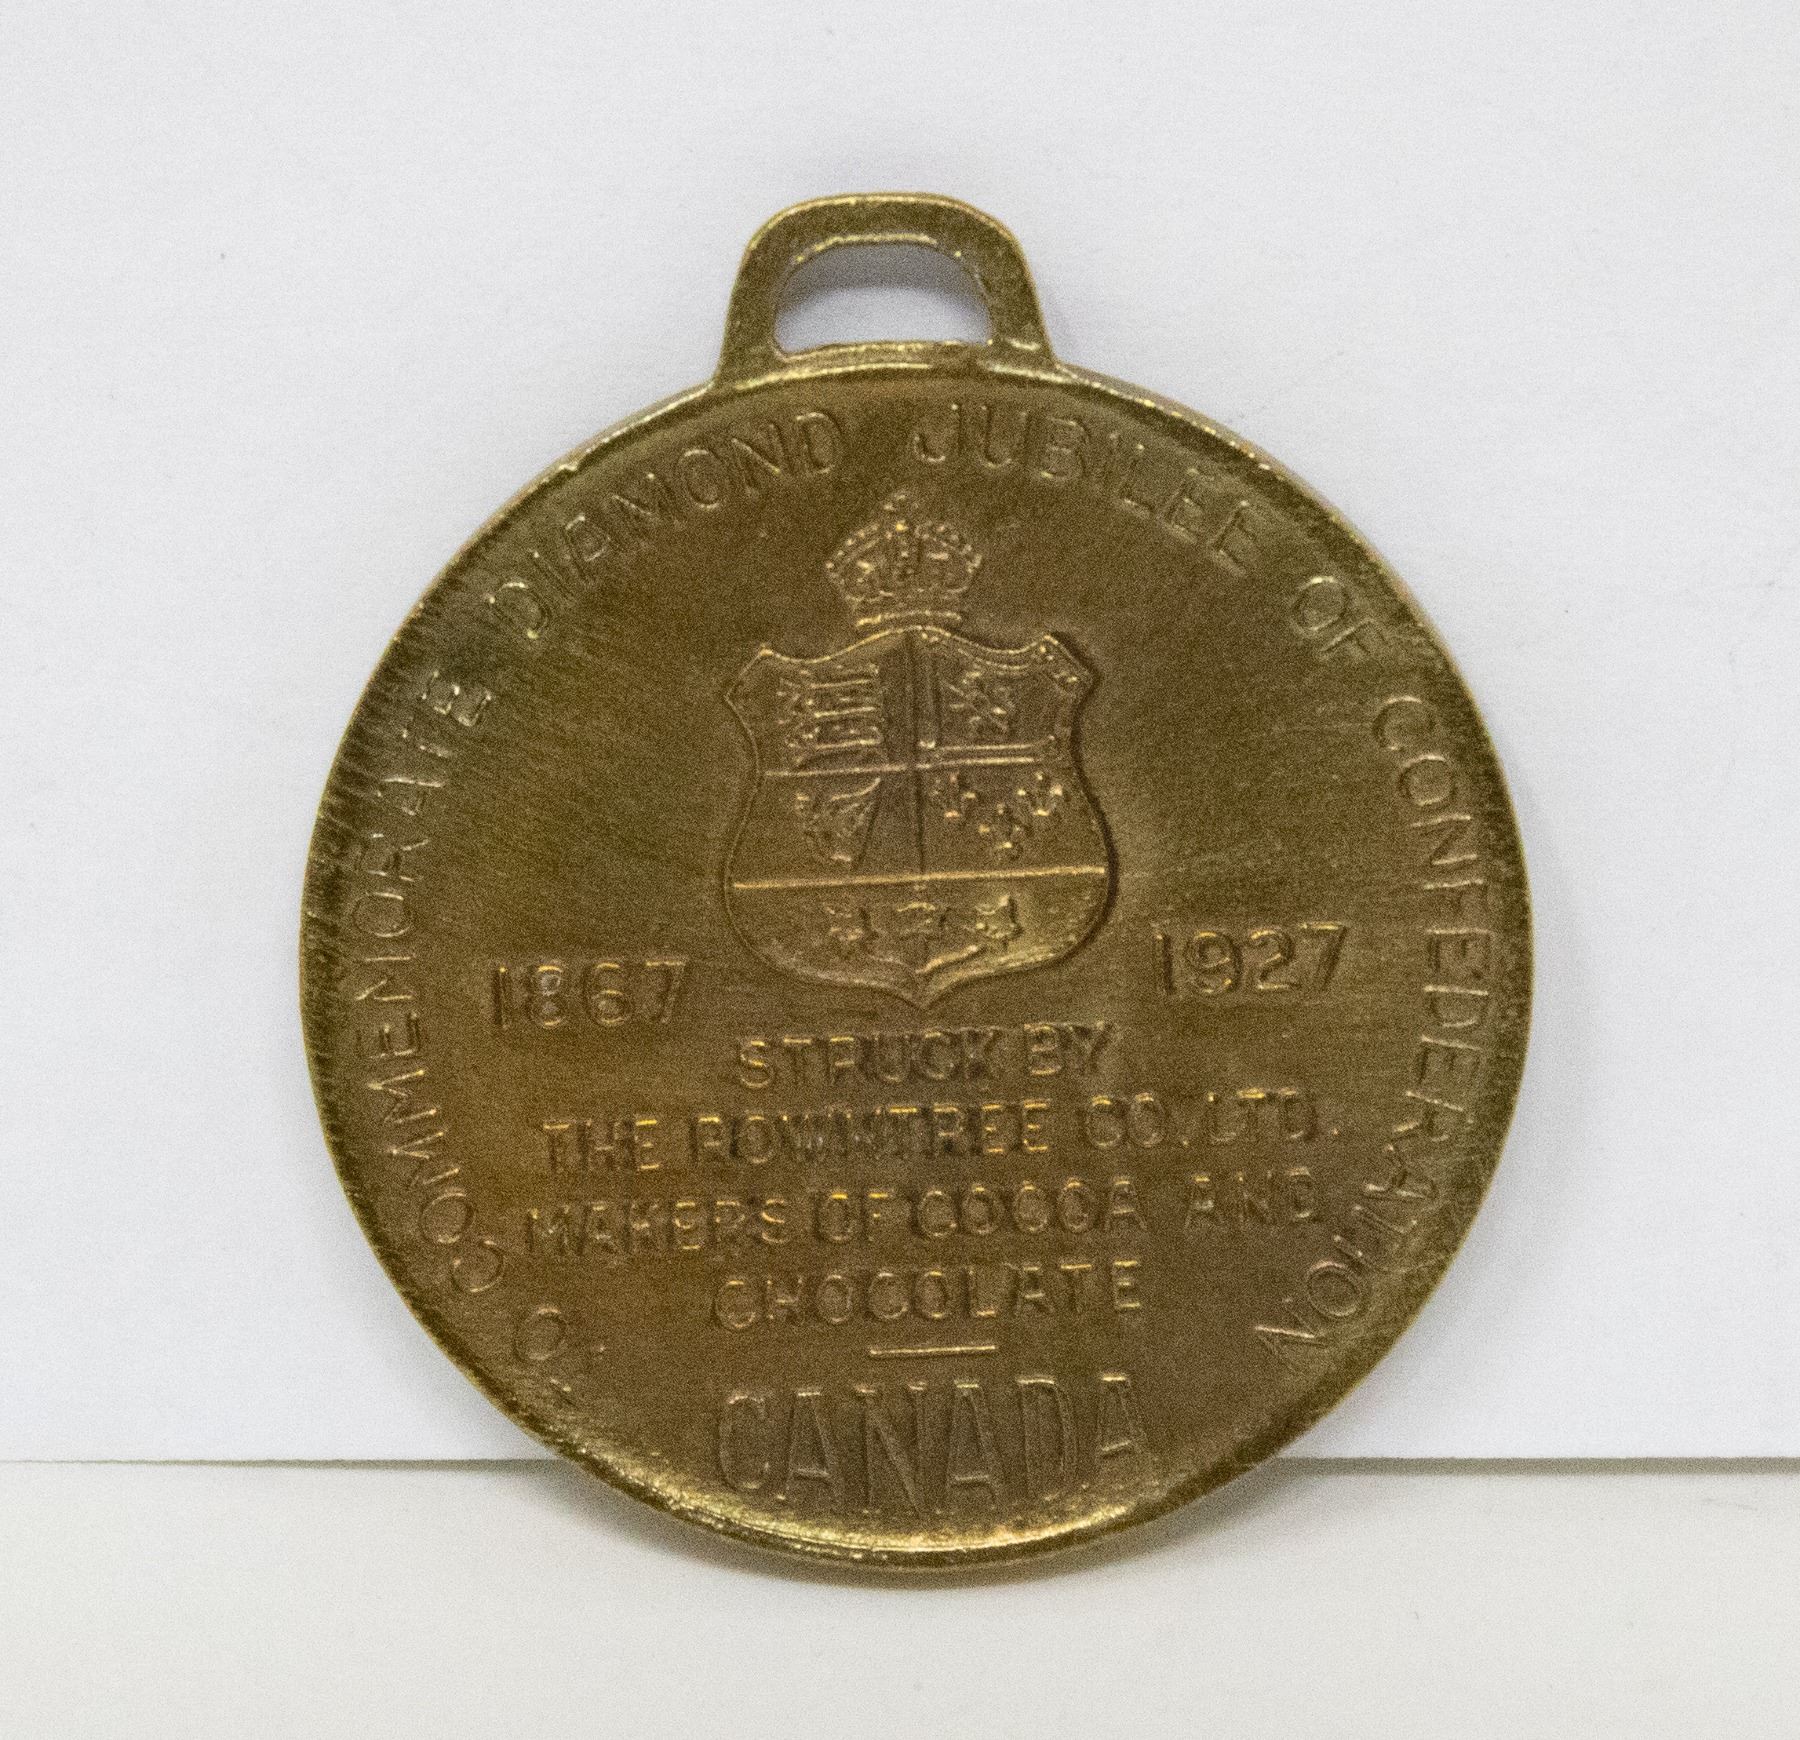 TO COMMEMORATE DIAMOND JUBILEE OF CONFEDERATION
1867 1927
STRUCK BY
THE ROWNTREE CO. LTD.
MAKERS OF COCOA AND
CHOCOLATE
CANADA